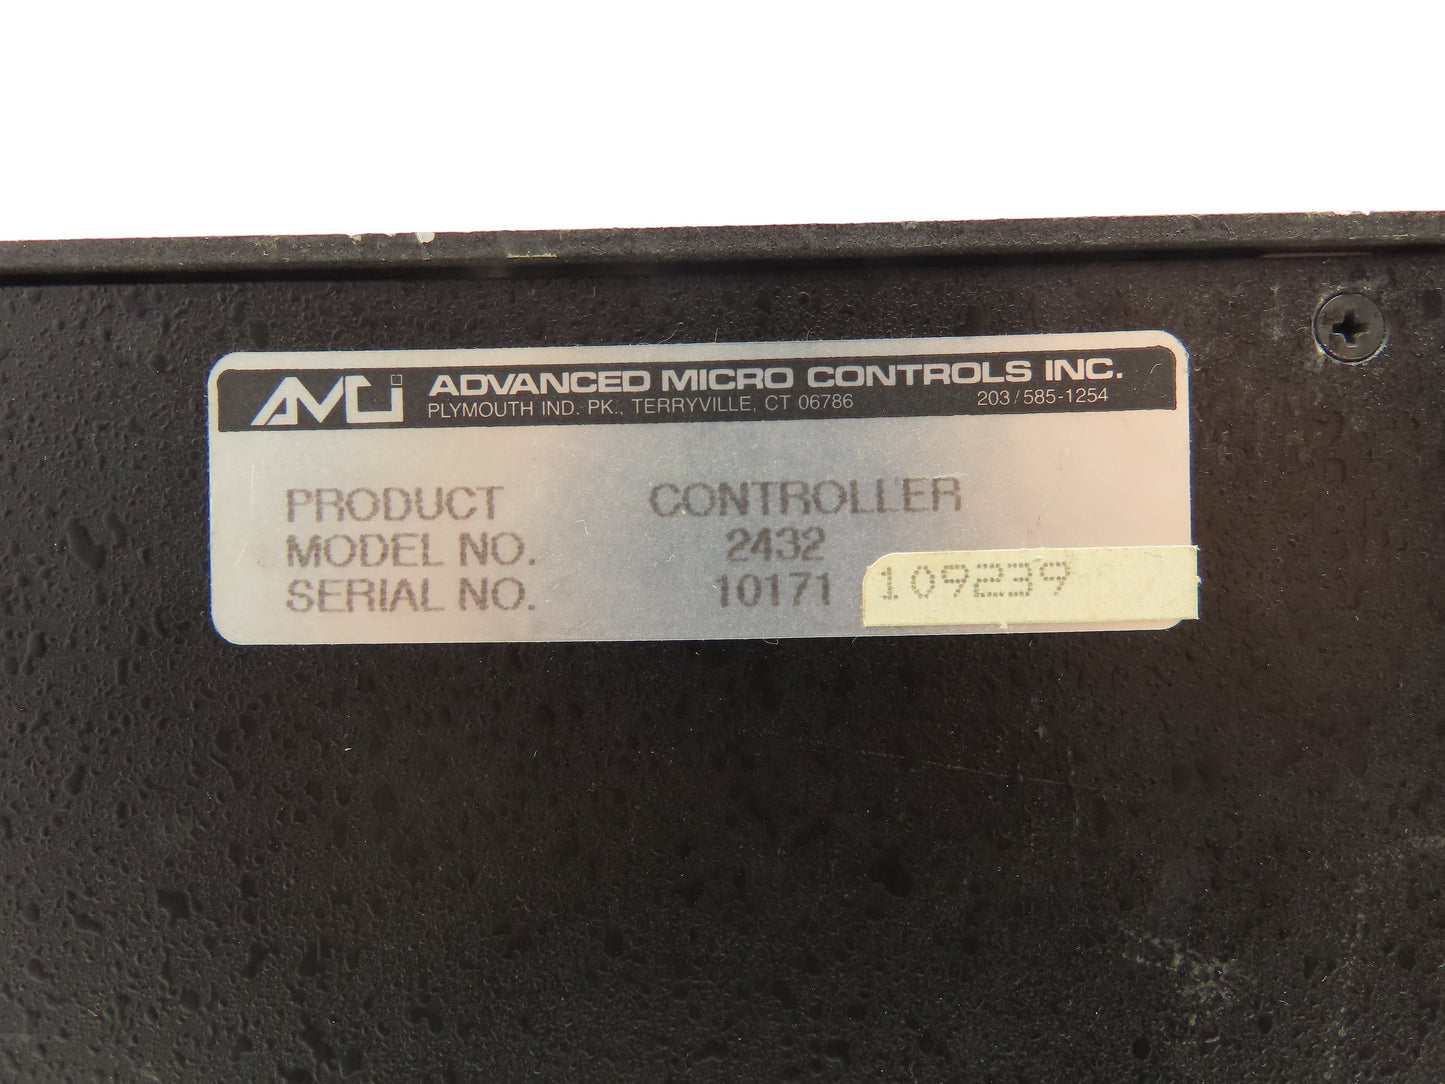 AMCi ADVANCED MICRO CONTROLS INC.
PLYMOUTH IND. PK., TERRYVILLE, CT 06786 203/585-1254
PRODUCT CONTROLLER
MODEL NO. 2432
SERIAL NO. 10171 109239